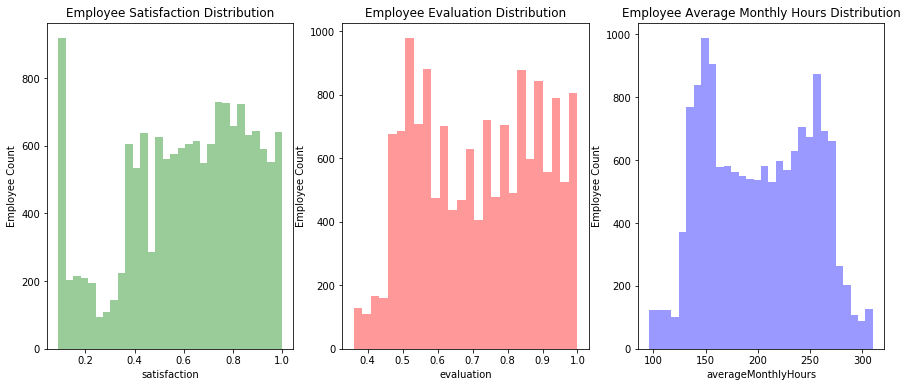 Employee Satisfaction Distribution
Employee Count
800
600
400
200
0
0.2 0.4 0.6 0.8 1.0
satisfaction
Employee Evaluation Distribution
Employee Count
1000
800
600
400
200
0
0.4 0.5 0.6 0.7 0.8 0.9 1.0
evaluation
Employee Average Monthly Hours Distribution
Employee Count
1000
800
600
400
200
0
100 150 200 250 300
averageMonthlyHours